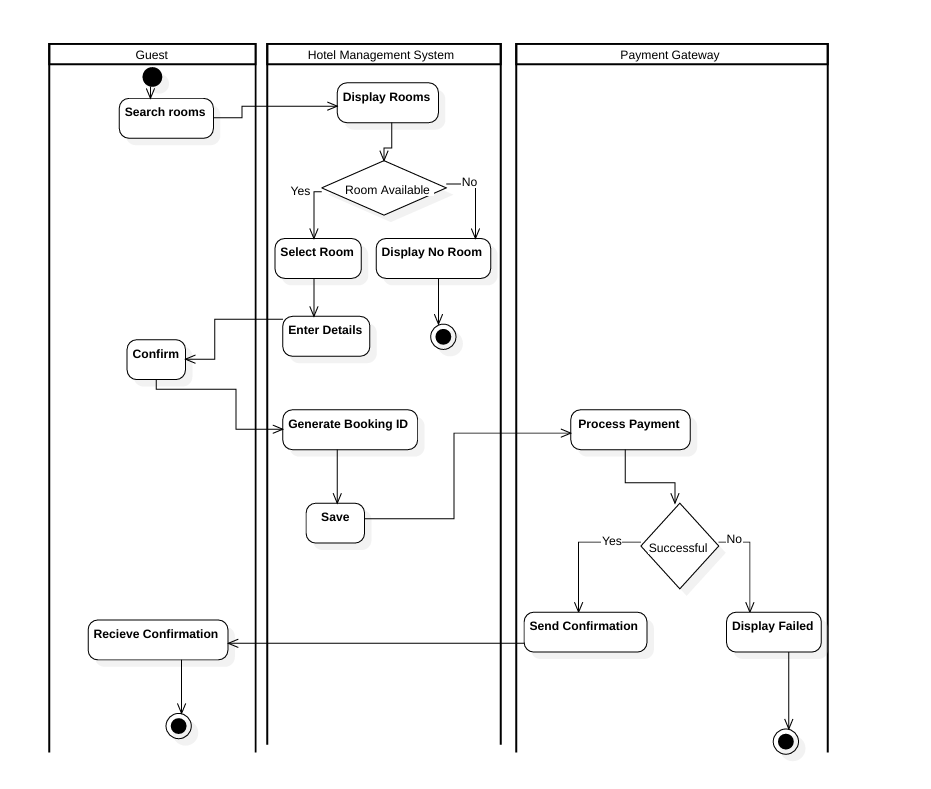 Guest
Hotel Management System
Payment Gateway
Search rooms
Display Rooms
Room Available
Yes
No
Select Room
Display No Room
Enter Details
Confirm
Generate Booking ID
Process Payment
Save
Successful
Yes
No
Send Confirmation
Display Failed
Recieve Confirmation